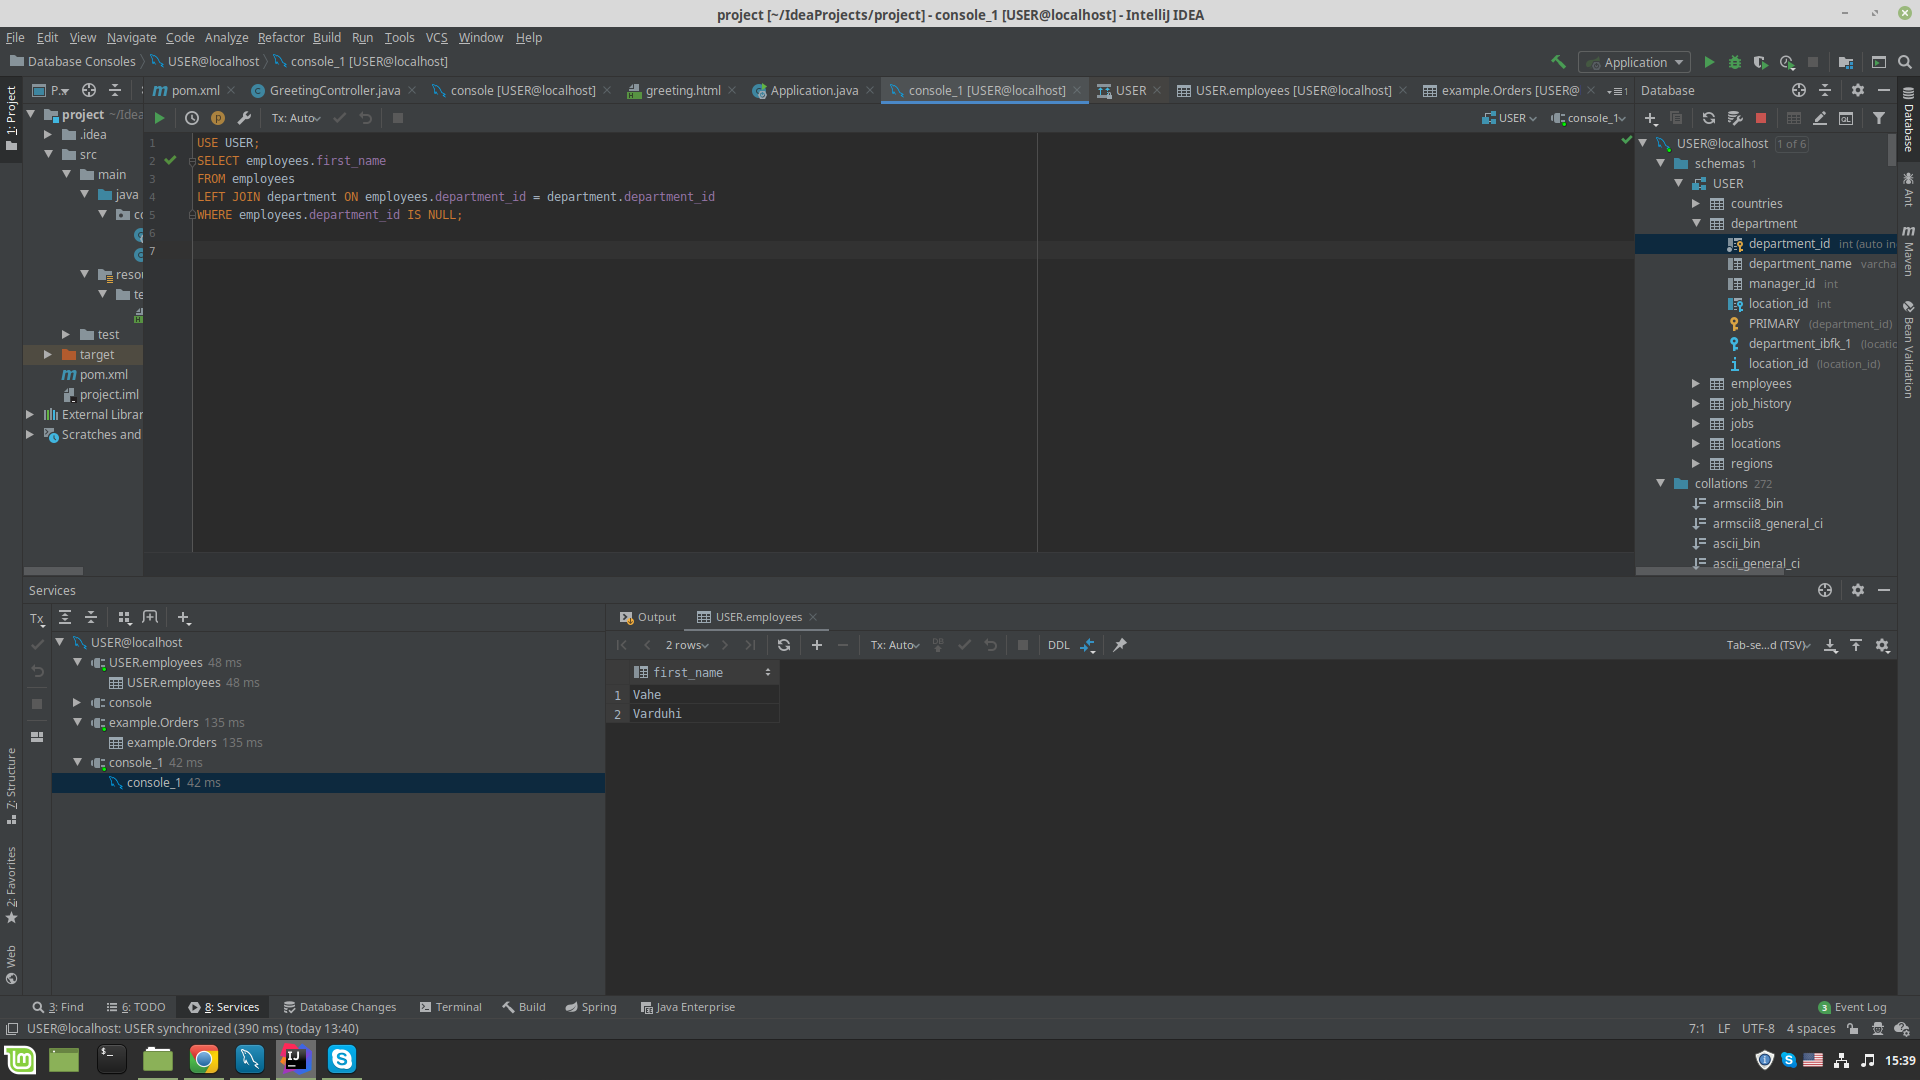 project [~/IdeaProjects/project] - console_1 [USER@localhost] - IntelliJ IDEA
File Edit View Navigate Code Analyze Refactor Build Run Tools VCS Window Help
Database Consoles USER@localhost console_1 [USER@localhost]
Application
1: Project
P..
pom.xml GreetingController.java console [USER@localhost] greeting.html Application.java console_1 [USER@localhost] USER USER.employees [USER@localhost] example.Orders [USER@
Tx: Auto USER console_1
project ~/Idea
.idea
src
main
java
co
resou
te
test
target
pom.xml
project.iml
External Librar
Scratches and
1 USE USER;
2 SELECT employees.first_name
3 FROM employees
4 LEFT JOIN department ON employees.department_id = department.department_id
5 WHERE employees.department_id IS NULL;
6
7
Database
USER@localhost 1 of 6
schemas 1
USER
countries
department
department_id int (auto in
department_name varcha
manager_id int
location_id int
PRIMARY (department_id)
department_ibfk_1 (locatio
location_id (location_id)
employees
job_history
jobs
locations
regions
collations 272
armscii8_bin
armscii8_general_ci
ascii_bin
ascii_general_ci
Database
Ant
Maven
Bean Validation
Services
Tx
USER@localhost
USER.employees 48 ms
USER.employees 48 ms
console
example.Orders 135 ms
example.Orders 135 ms
console_1 42 ms
console_1 42 ms
Output USER.employees
2 rows Tx: Auto DDL Tab-se...d (TSV)
first_name
1 Vahe
2 Varduhi
7: Structure
2: Favorites
Web
3: Find 6: TODO 8: Services Database Changes Terminal Build Spring Java Enterprise 3 Event Log
USER@localhost: USER synchronized (390 ms) (today 13:40) 7:1 LF UTF-8 4 spaces
15:39